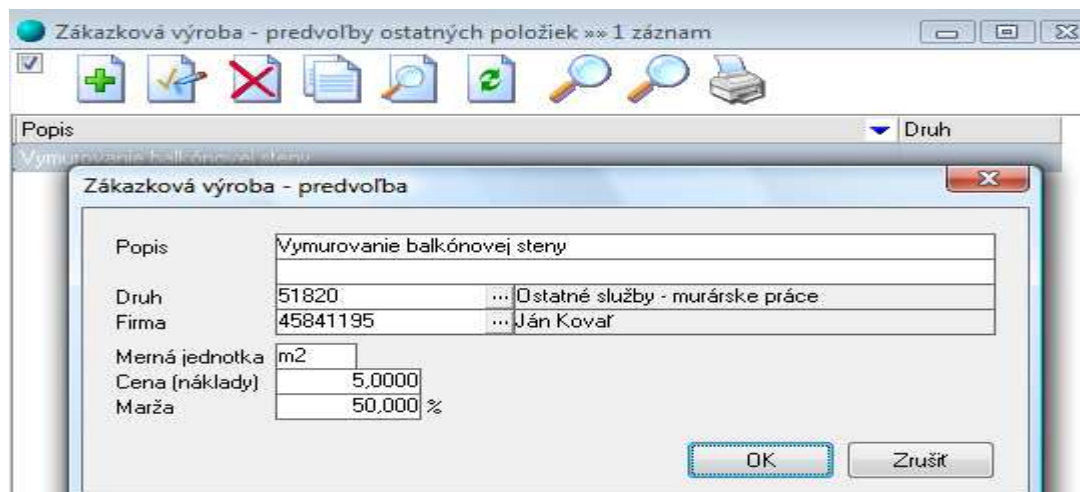 Zákazková výroba - predvoľby ostatných položiek »» 1 záznam
Popis Druh
Vymurovanie balkónovej steny
Zákazková výroba - predvoľba
Popis Vymurovanie balkónovej steny
Druh 51820 ... Ostatné služby - murárske práce
Firma 45841195 ... Ján Kovaľ
Merná jednotka m2
Cena (náklady) 5,0000
Marža 50,000 %
OK Zrušiť